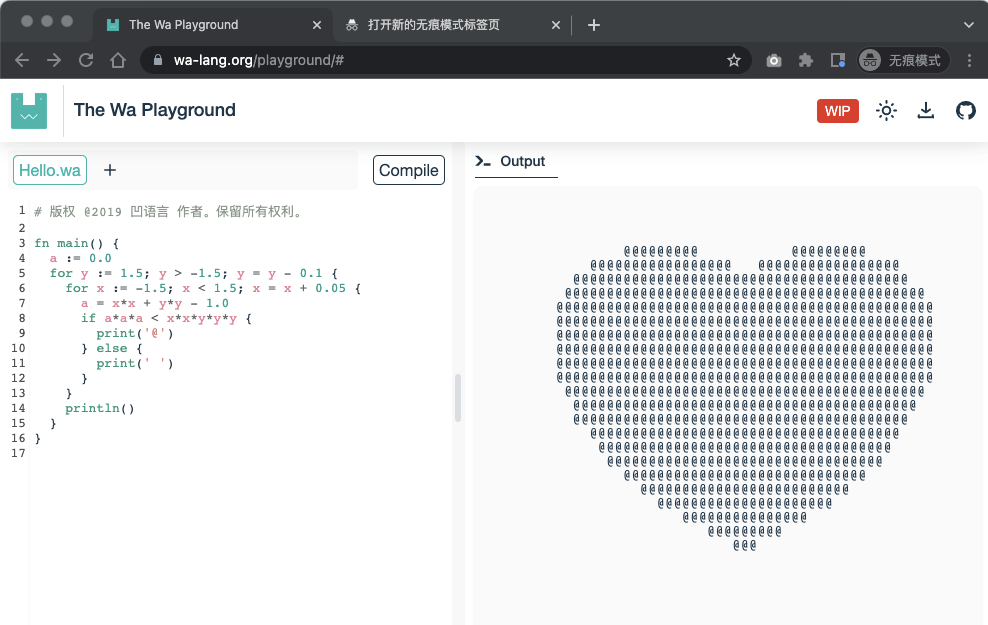 The Wa Playground
打开新的无痕模式标签页
wa-lang.org/playground/#
无痕模式
The Wa Playground
WIP
Hello.wa
+
Compile
1 # 版权 @2019 凹语言 作者。保留所有权利。
2
3 fn main() {
4   a := 0.0
5   for y := 1.5; y > -1.5; y = y - 0.1 {
6     for x := -1.5; x < 1.5; x = x + 0.05 {
7       a = x*x + y*y - 1.0
8       if a*a*a < x*x*y*y*y {
9         print('@')
10       } else {
11         print(' ')
12       }
13     }
14     println()
15   }
16 }
17
Output
        @@@@@@@@@           @@@@@@@@@
    @@@@@@@@@@@@@@@@@   @@@@@@@@@@@@@@@@@
  @@@@@@@@@@@@@@@@@@@@@@@@@@@@@@@@@@@@@@@@
 @@@@@@@@@@@@@@@@@@@@@@@@@@@@@@@@@@@@@@@@@@@
@@@@@@@@@@@@@@@@@@@@@@@@@@@@@@@@@@@@@@@@@@@@@
@@@@@@@@@@@@@@@@@@@@@@@@@@@@@@@@@@@@@@@@@@@@@
@@@@@@@@@@@@@@@@@@@@@@@@@@@@@@@@@@@@@@@@@@@@@
@@@@@@@@@@@@@@@@@@@@@@@@@@@@@@@@@@@@@@@@@@@@@
@@@@@@@@@@@@@@@@@@@@@@@@@@@@@@@@@@@@@@@@@@@@@
@@@@@@@@@@@@@@@@@@@@@@@@@@@@@@@@@@@@@@@@@@@@@
 @@@@@@@@@@@@@@@@@@@@@@@@@@@@@@@@@@@@@@@@@@@
  @@@@@@@@@@@@@@@@@@@@@@@@@@@@@@@@@@@@@@@@@
  @@@@@@@@@@@@@@@@@@@@@@@@@@@@@@@@@@@@@@@@
    @@@@@@@@@@@@@@@@@@@@@@@@@@@@@@@@@@@@@
     @@@@@@@@@@@@@@@@@@@@@@@@@@@@@@@@@@@
      @@@@@@@@@@@@@@@@@@@@@@@@@@@@@@@@@
        @@@@@@@@@@@@@@@@@@@@@@@@@@@@@
          @@@@@@@@@@@@@@@@@@@@@@@@@
            @@@@@@@@@@@@@@@@@@@@@
               @@@@@@@@@@@@@@@
                  @@@@@@@@@
                     @@@